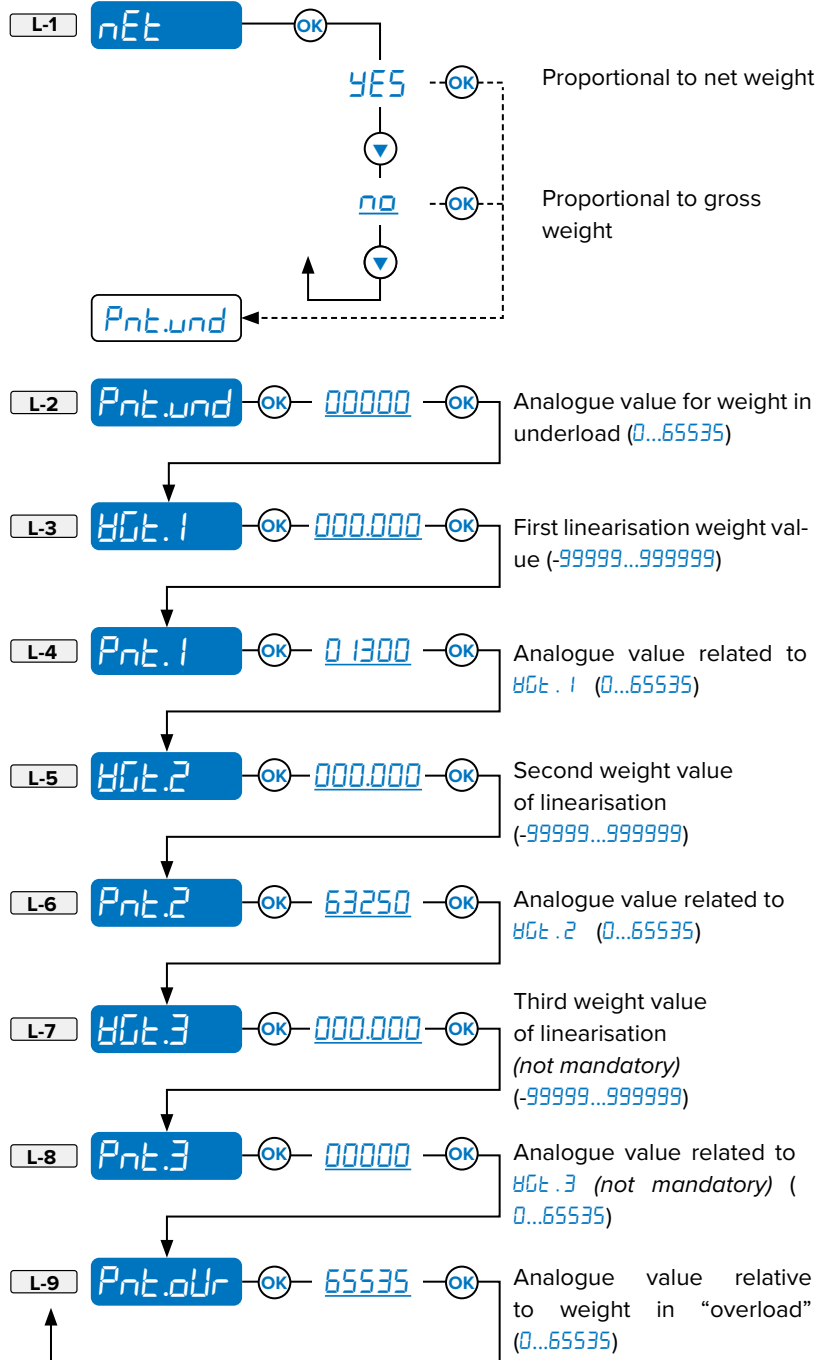 L-1 nEt OK
YES OK Proportional to net weight
▼
no OK Proportional to gross
weight
▼
Pnt.und
L-2 Pnt.und OK 00000 OK Analogue value for weight in
underload (0...65535)
L-3 WGt.1 OK 000.000 OK First linearisation weight val-
ue (-99999...999999)
L-4 Pnt.1 OK 01300 OK Analogue value related to
WGt.1 (0...65535)
L-5 WGt.2 OK 000.000 OK Second weight value
of linearisation
(-99999...999999)
L-6 Pnt.2 OK 63250 OK Analogue value related to
WGt.2 (0...65535)
L-7 WGt.3 OK 000.000 OK Third weight value
of linearisation
(not mandatory)
(-99999...999999)
L-8 Pnt.3 OK 00000 OK Analogue value related to
WGt.3 (not mandatory) (
0...65535)
L-9 Pnt.oUr OK 65535 OK Analogue value relative
to weight in “overload”
(0...65535)